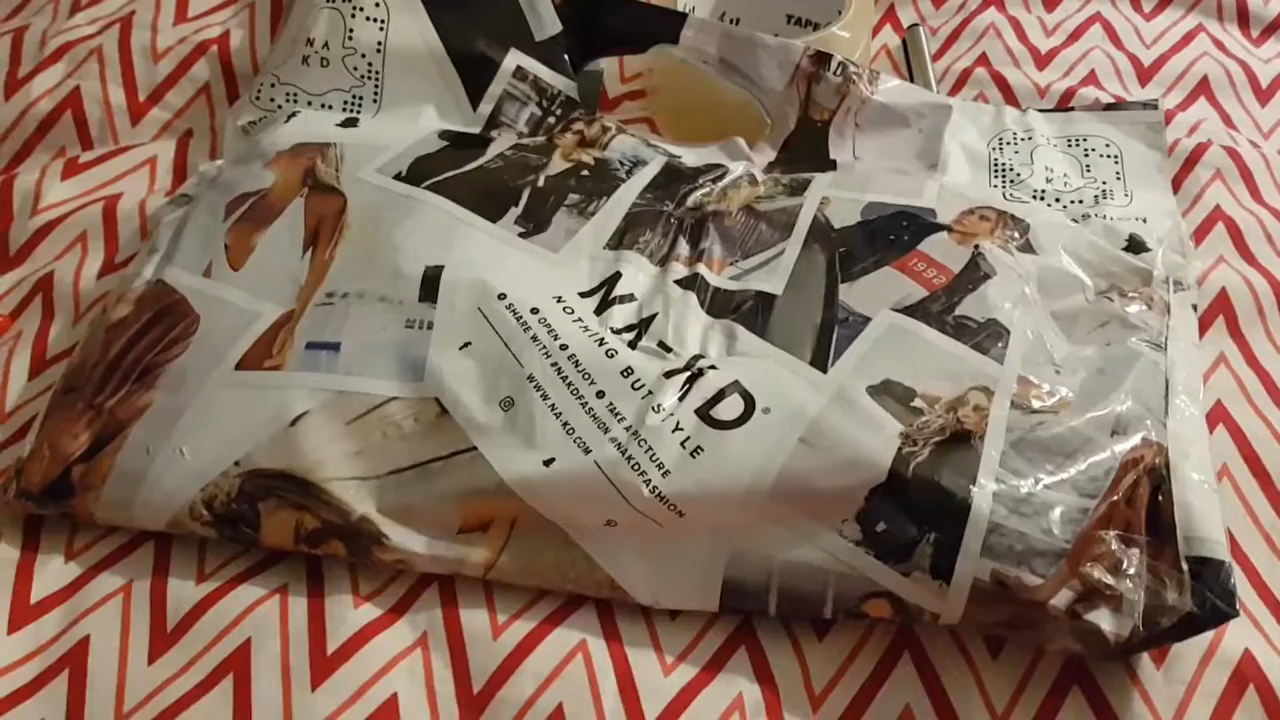 TAPE
NA
-KD
1992
NA-KD®
NOTHING BUT STYLE
OPEN ENJOY TAKE A PICTURE
SHARE WITH #NAKDFASHION @NAKDFASHION
WWW.NA-KD.COM